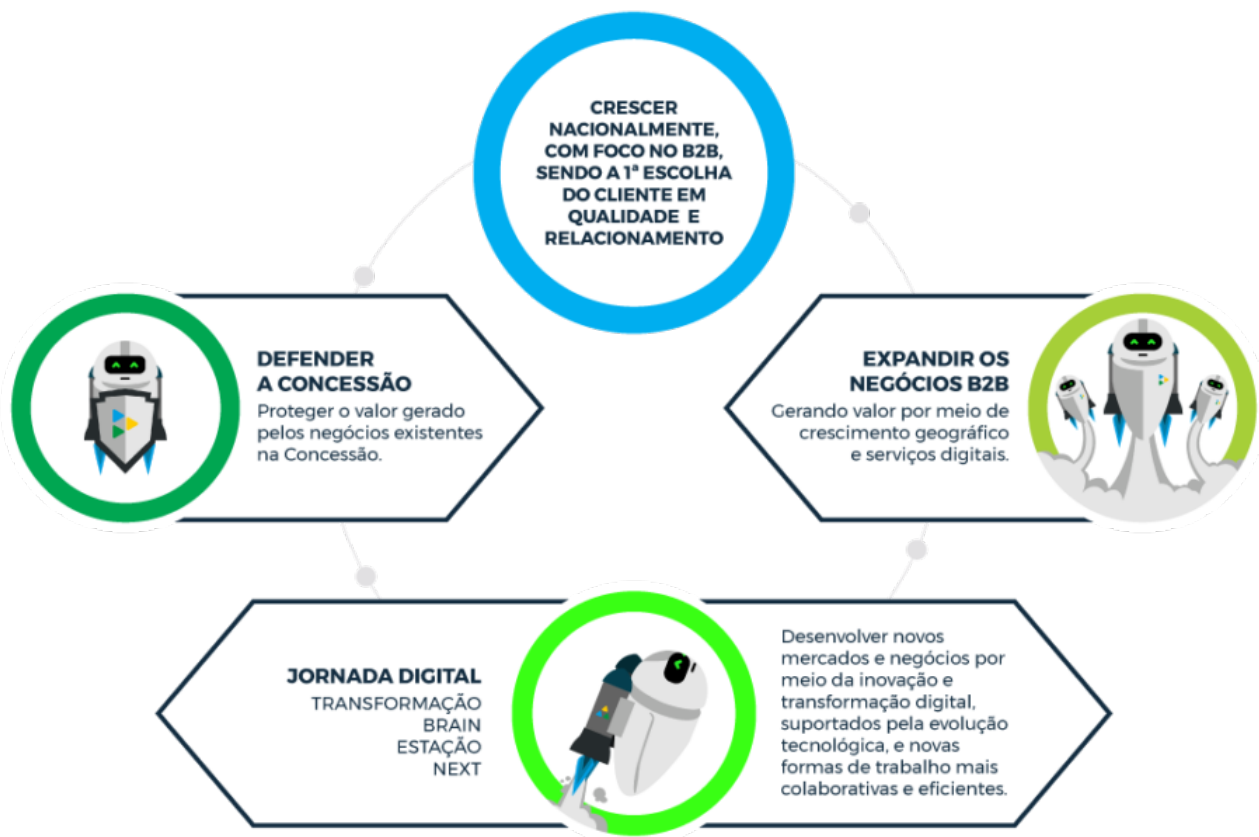 CRESCER
NACIONALMENTE,
COM FOCO NO B2B,
SENDO A 1ª ESCOLHA
DO CLIENTE EM
QUALIDADE E
RELACIONAMENTO
DEFENDER
A CONCESSÃO
Proteger o valor gerado
pelos negócios existentes
na Concessão.
EXPANDIR OS
NEGÓCIOS B2B
Gerando valor por meio de
crescimento geográfico
e serviços digitais.
JORNADA DIGITAL
TRANSFORMAÇÃO
BRAIN
ESTAÇÃO
NEXT
Desenvolver novos
mercados e negócios por
meio da inovação e
transformação digital,
suportados pela evolução
tecnológica, e novas
formas de trabalho mais
colaborativas e eficientes.